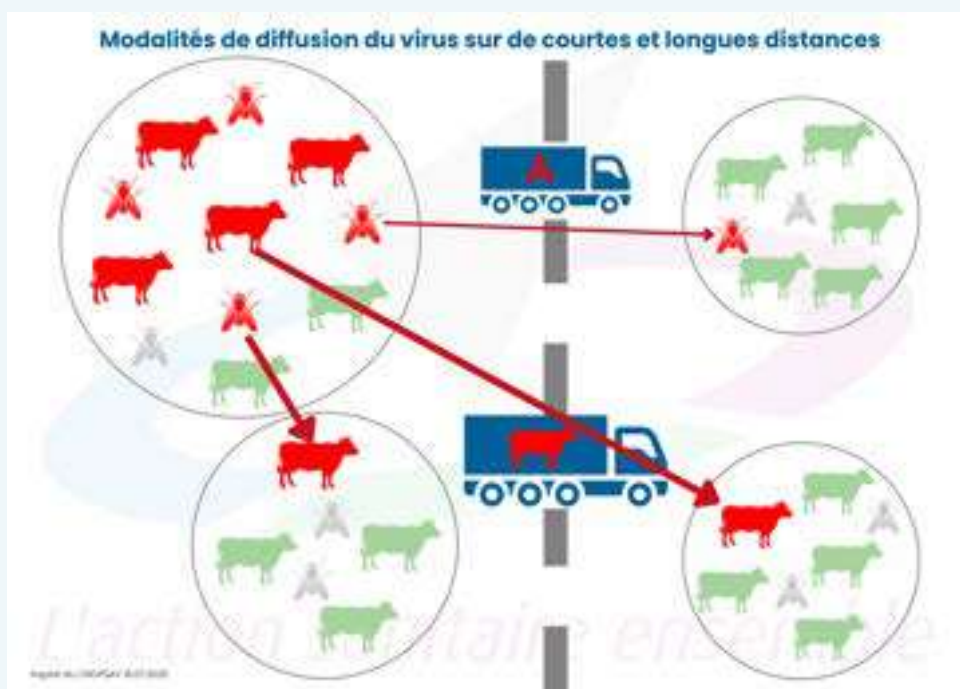 Modalités de diffusion du virus sur de courtes et longues distances
L'action sanitaire ensemble